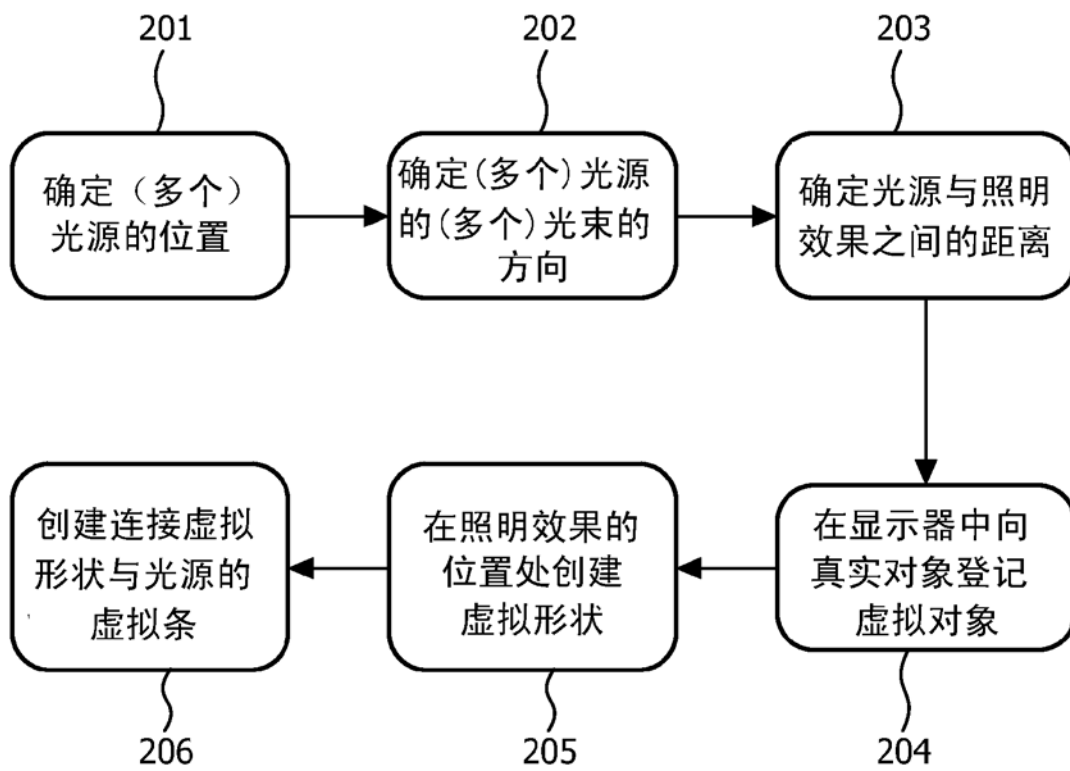 201
202
203
确定（多个）
光源的位置
确定(多个)光源
的(多个)光束的
方向
确定光源与照明
效果之间的距离
创建连接虚拟
形状与光源的
虚拟条
在照明效果的
位置处创建
虚拟形状
在显示器中向
真实对象登记
虚拟对象
206
205
204